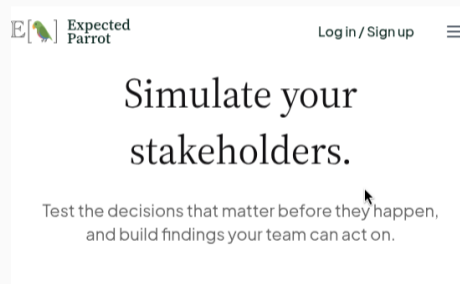 E[ ] Expected
Parrot
Log in / Sign up
Simulate your
stakeholders.
Test the decisions that matter before they happen,
and build findings your team can act on.